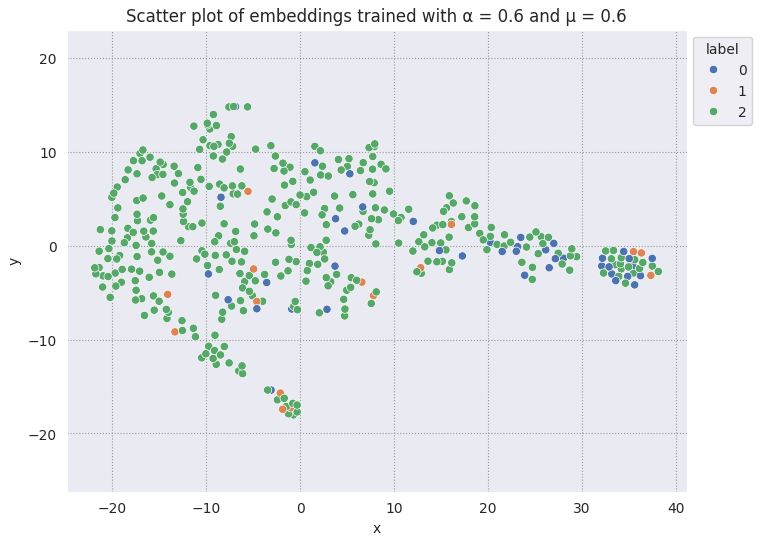 Scatter plot of embeddings trained with α = 0.6 and μ = 0.6
label
0
1
2
20
10
0
−10
−20
y
−20 −10 0 10 20 30 40
x